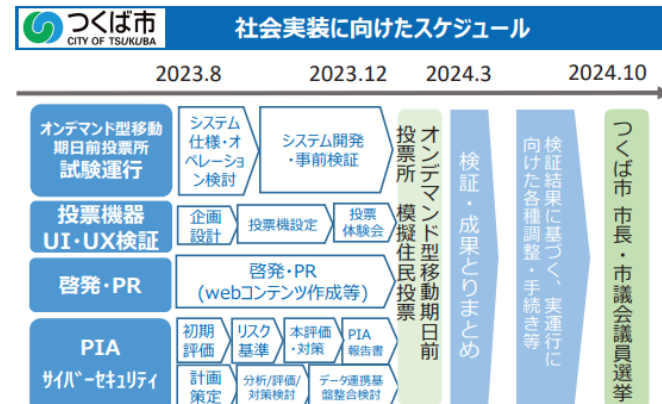 つくば市
CITY OF TSUKUBA
社会実装に向けたスケジュール
2023.8
2023.12
2024.3
2024.10
オンデマンド型移動
期日前投票所
試験運行
システム
仕様・オ
ペレーショ
ン検討
システム開発
・事前検証
投票機器
UI・UX検証
企画
設計
投票機設定
投票
体験会
啓発・PR
啓発・PR
(webコンテンツ作成等)
PIA
サイバーセキュリティ
初期
評価
リスク
基準
本評価
・対策
PIA
報告書
計画
策定
分析/評価/
対策検討
データ連携基
盤整合検討
オンデマンド型移動期日前
投票所 模擬住民投票
検証・成果とりまとめ
検証結果に基づく、実運行に
向けた各種調整・手続き等
つくば市 市長・市議会議員選挙